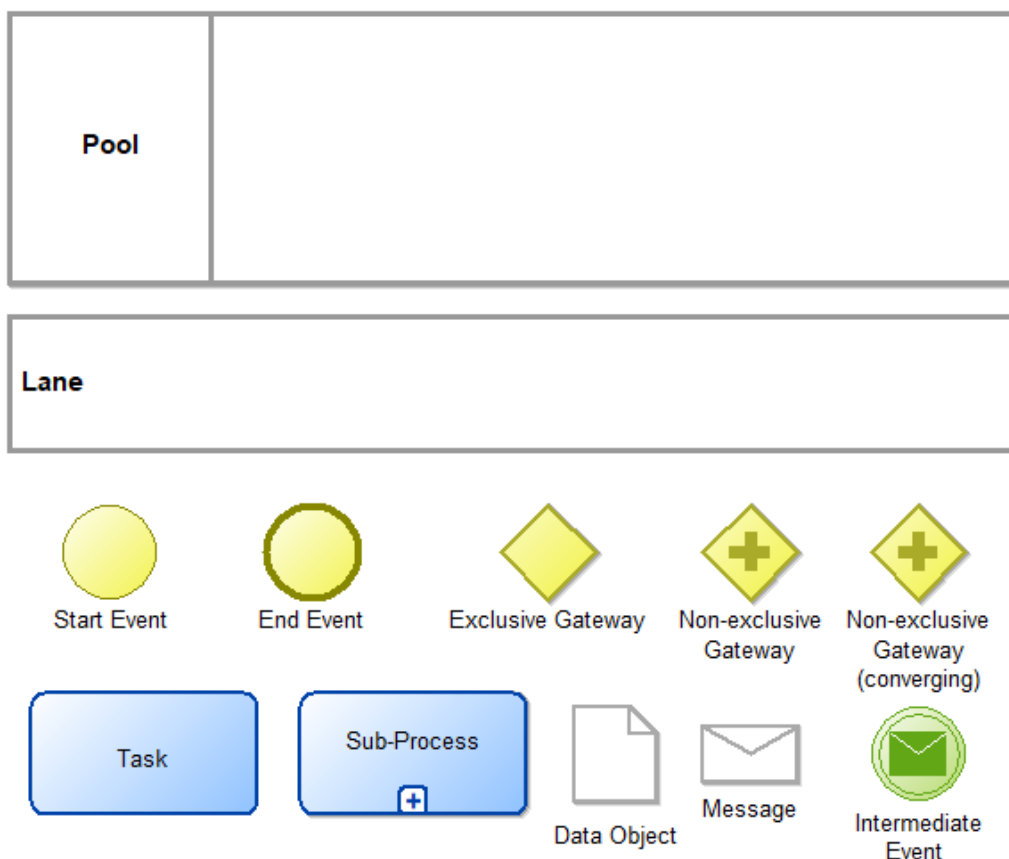 Pool
Lane
Start Event
End Event
Exclusive Gateway
Non-exclusive
Gateway
Non-exclusive
Gateway
(converging)
Task
Sub-Process
Data Object
Message
Intermediate
Event